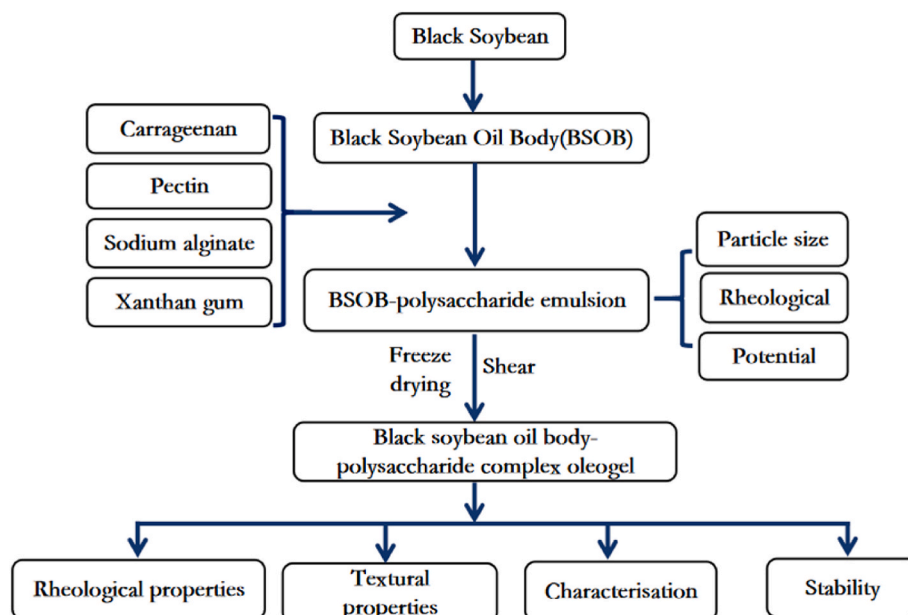 Black Soybean
Carrageenan
Black Soybean Oil Body(BSOB)
Pectin
Sodium alginate
Xanthan gum
BSOB-polysaccharide emulsion
Particle size
Rheological
Potential
Freeze
drying
Shear
Black soybean oil body-
polysaccharide complex oleogel
Rheological properties
Textural
properties
Characterisation
Stability